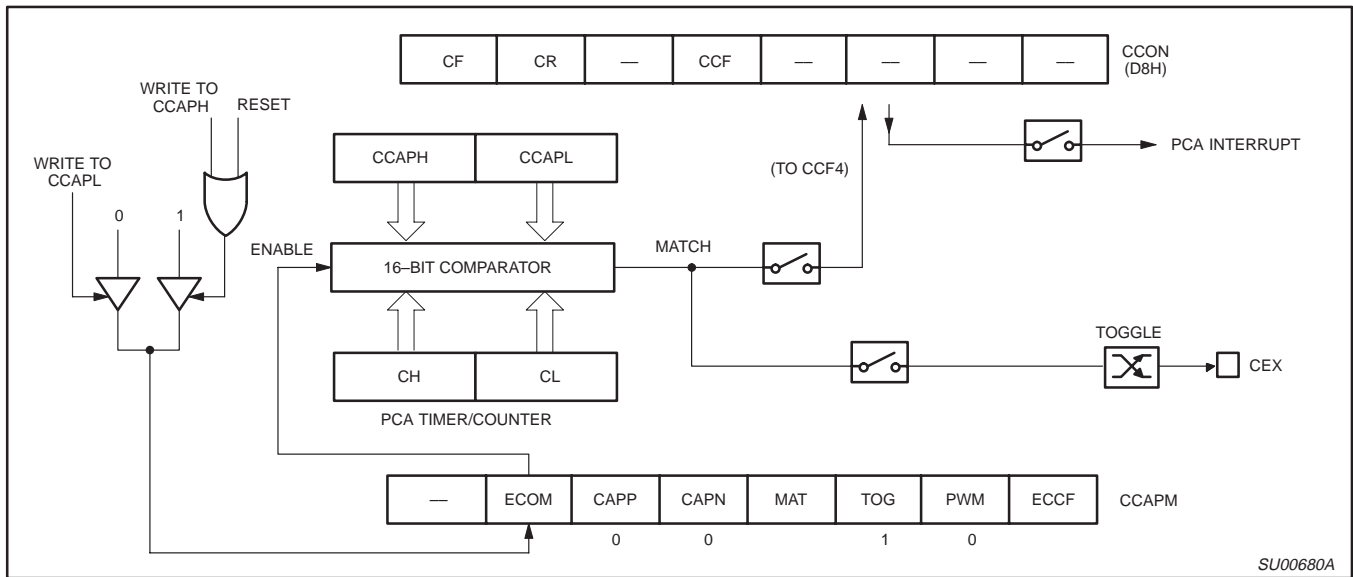 CF CR — CCF — — — — CCON
(D8H)
WRITE TO
CCAPH RESET
WRITE TO
CCAPL
0 1
CCAPH CCAPL
(TO CCF4)
PCA INTERRUPT
ENABLE
16–BIT COMPARATOR
MATCH
TOGGLE
CEX
CH CL
PCA TIMER/COUNTER
— ECOM CAPP CAPN MAT TOG PWM ECCF CCAPM
0 0 1 0
SU00680A